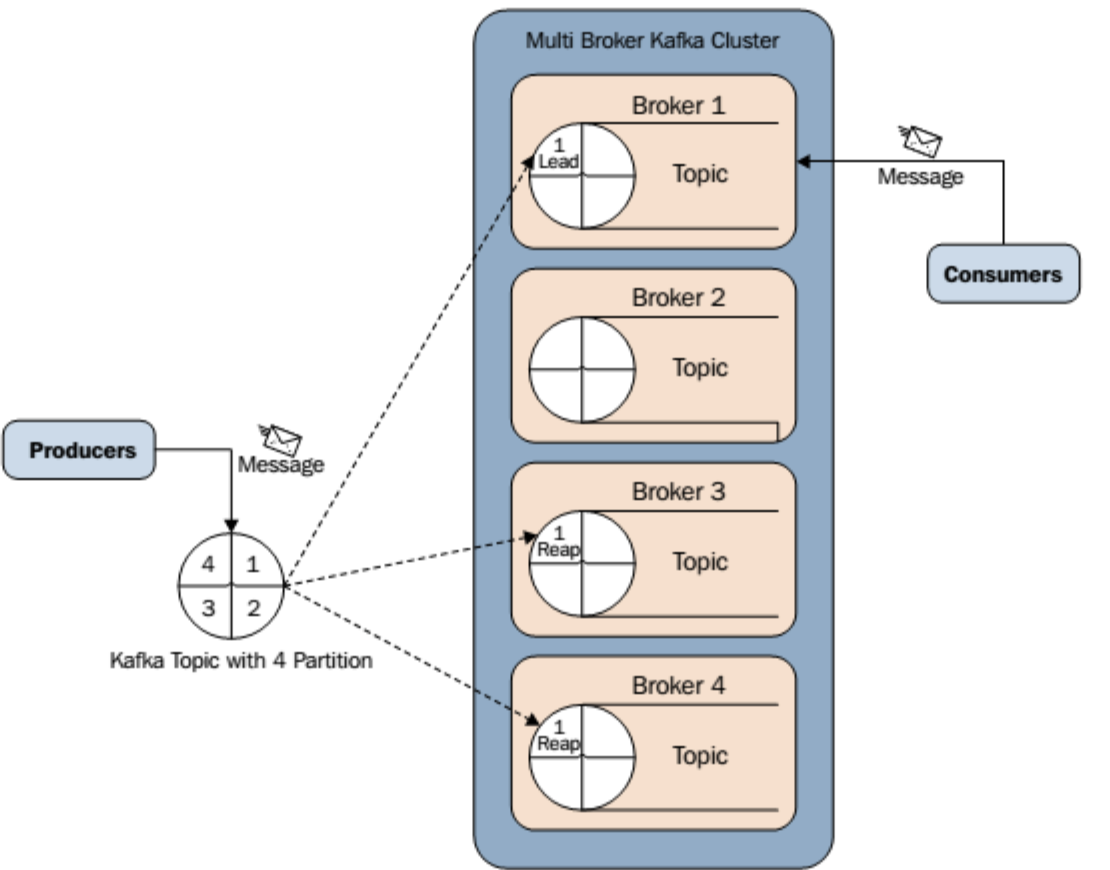 Multi Broker Kafka Cluster
Broker 1
1
Lead
Topic
Message
Consumers
Broker 2
Topic
Producers
Message
Broker 3
1
Reap
Topic
4 1
3 2
Kafka Topic with 4 Partition
Broker 4
1
Reap
Topic